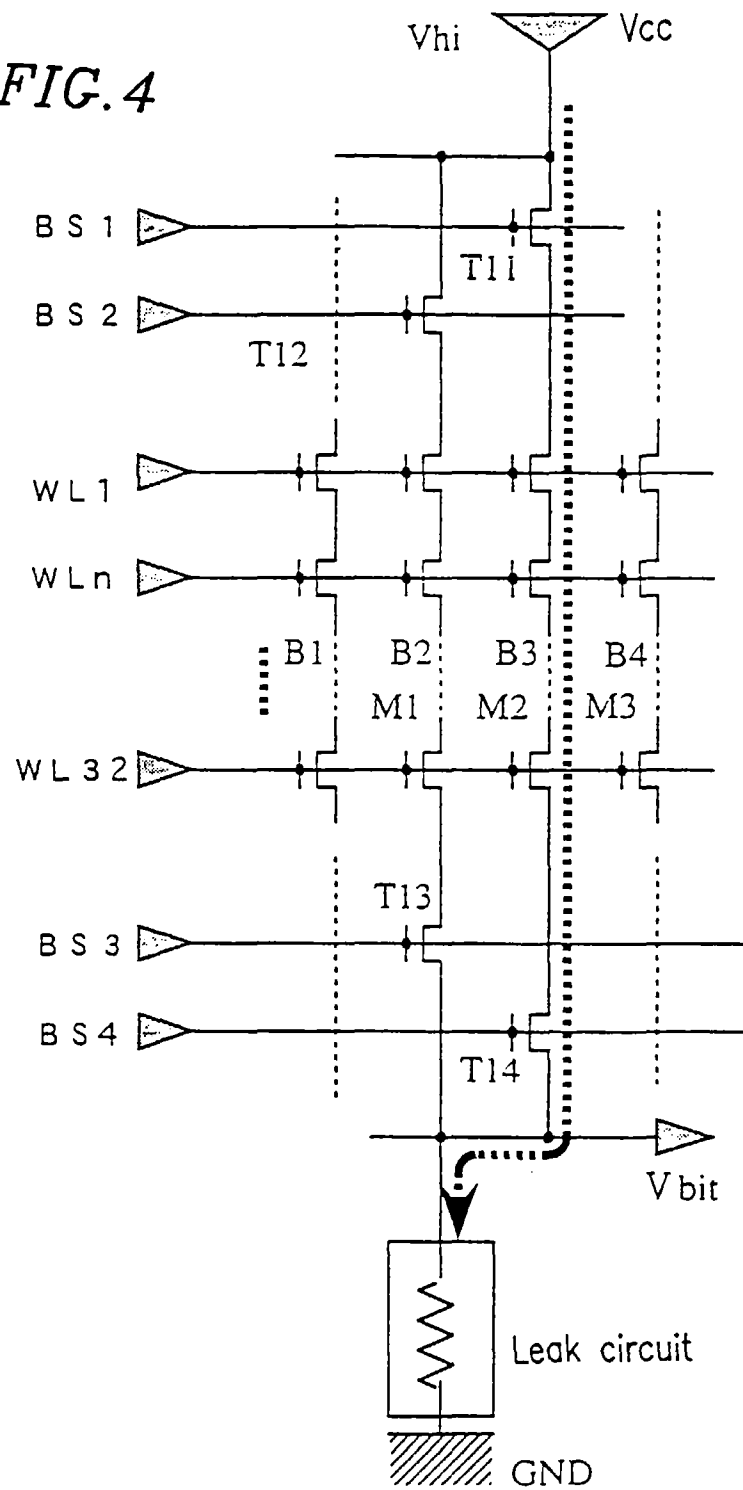 FIG. 4
Vhi Vcc
BS1
T11
BS2
T12
WL1
WLn
B1 B2 B3 B4
M1 M2 M3
WL32
T13
BS3
BS4
T14
Vbit
Leak circuit
GND